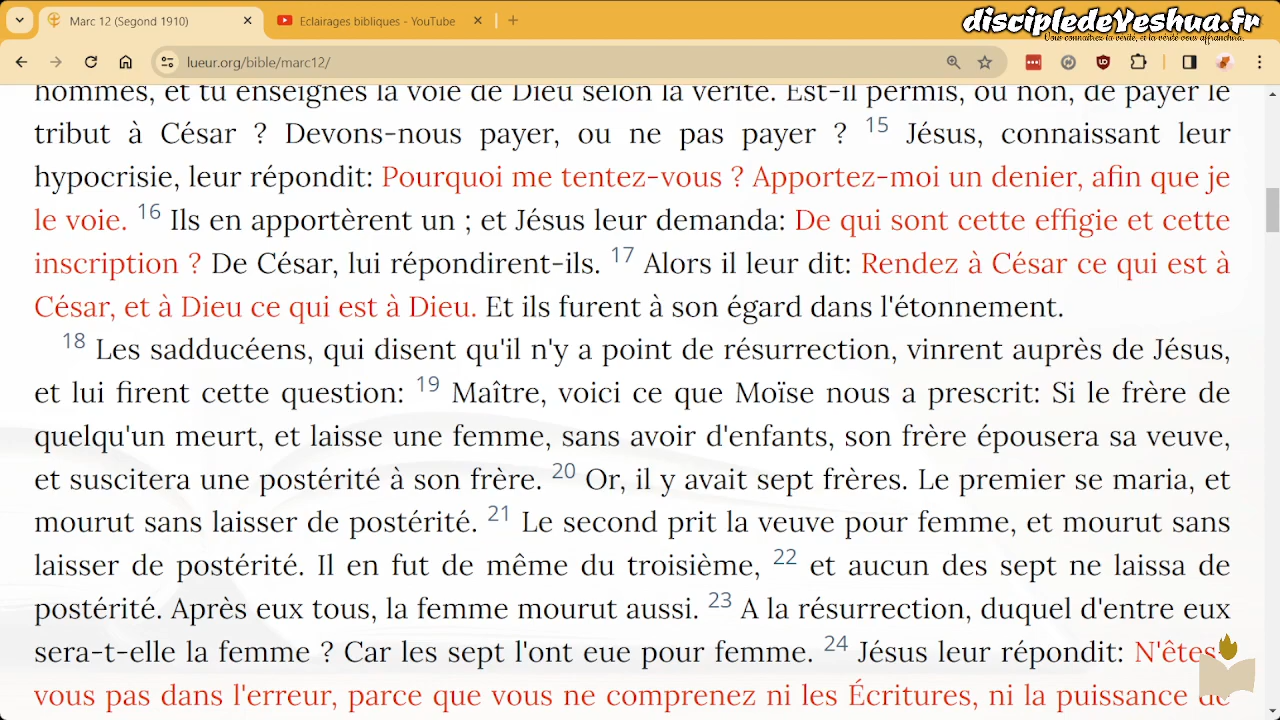 Marc 12 (Segond 1910)
Eclairages bibliques - YouTube
discipledeYeshua.fr
Vous connaîtrez la vérité, et la vérité vous affranchira.
lueur.org/bible/marc12/
hommes, et tu enseignes la voie de Dieu selon la vérité. Est-il permis, ou non, de payer le
tribut à César ? Devons-nous payer, ou ne pas payer ? 15 Jésus, connaissant leur
hypocrisie, leur répondit: Pourquoi me tentez-vous ? Apportez-moi un denier, afin que je
le voie. 16 Ils en apportèrent un ; et Jésus leur demanda: De qui sont cette effigie et cette
inscription ? De César, lui répondirent-ils. 17 Alors il leur dit: Rendez à César ce qui est à
César, et à Dieu ce qui est à Dieu. Et ils furent à son égard dans l'étonnement.
18 Les sadducéens, qui disent qu'il n'y a point de résurrection, vinrent auprès de Jésus,
et lui firent cette question: 19 Maître, voici ce que Moïse nous a prescrit: Si le frère de
quelqu'un meurt, et laisse une femme, sans avoir d'enfants, son frère épousera sa veuve,
et suscitera une postérité à son frère. 20 Or, il y avait sept frères. Le premier se maria, et
mourut sans laisser de postérité. 21 Le second prit la veuve pour femme, et mourut sans
laisser de postérité. Il en fut de même du troisième, 22 et aucun des sept ne laissa de
postérité. Après eux tous, la femme mourut aussi. 23 A la résurrection, duquel d'entre eux
sera-t-elle la femme ? Car les sept l'ont eue pour femme. 24 Jésus leur répondit: N'êtes-
vous pas dans l'erreur, parce que vous ne comprenez ni les Écritures, ni la puissance de